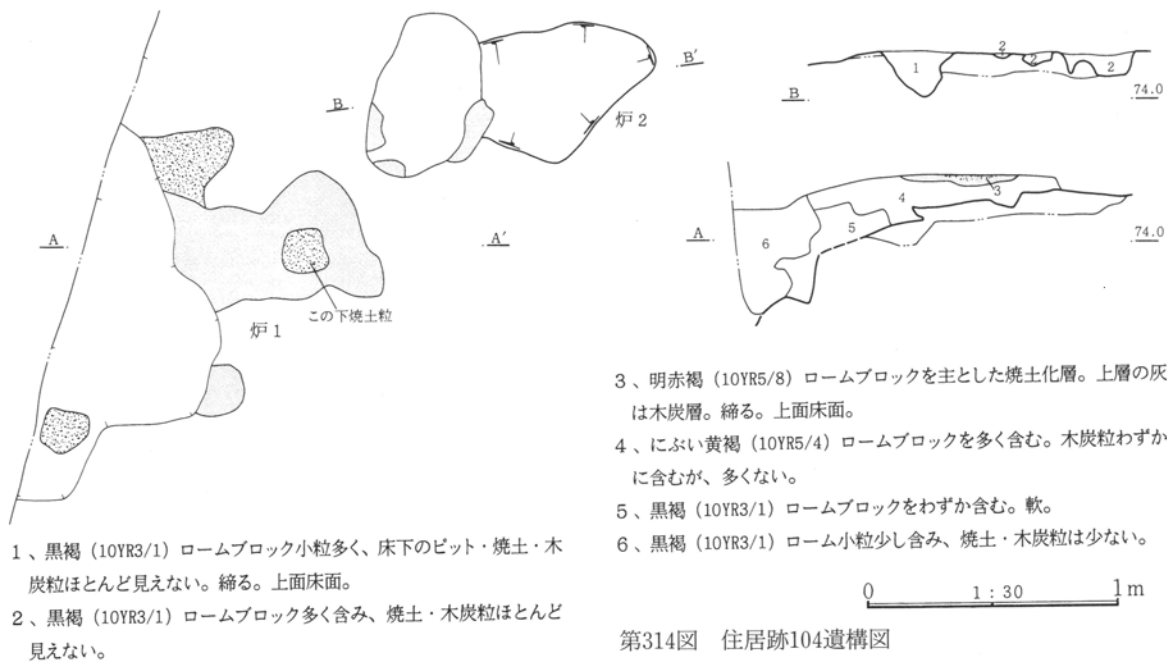 B
B′
炉 2
A
A′
この下焼土粒
炉 1
2
1
2
2
B
74.0
3
4
5
6
A
74.0
1、黒褐（10YR3/1）ロームブロック小粒多く、床下のピット・焼土・木
炭粒ほとんど見えない。締る。上面床面。
2、黒褐（10YR3/1）ロームブロック多く含み、焼土・木炭粒ほとんど
見えない。
3、明赤褐（10YR5/8）ロームブロックを主とした焼土化層。上層の灰
は木炭層。締る。上面床面。
4、にぶい黄褐（10YR5/4）ロームブロックを多く含む。木炭粒わずか
に含むが、多くない。
5、黒褐（10YR3/1）ロームブロックをわずか含む。軟。
6、黒褐（10YR3/1）ローム小粒少し含み、焼土・木炭粒は少ない。
0 1：30 1m
第314図　住居跡104遺構図